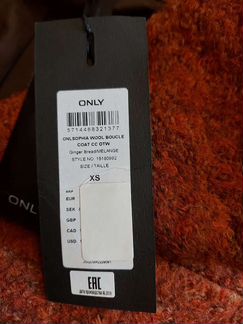 ONLY
5714488321377
ONLSOPHIA WOOL BOUCLE
COAT CC OTW
Ginger Bread/MELANGE
STYLE NO.
SIZE / TAILLE
XS
EUR
SEK
GBP
CAD
USD
ONLY
EAC